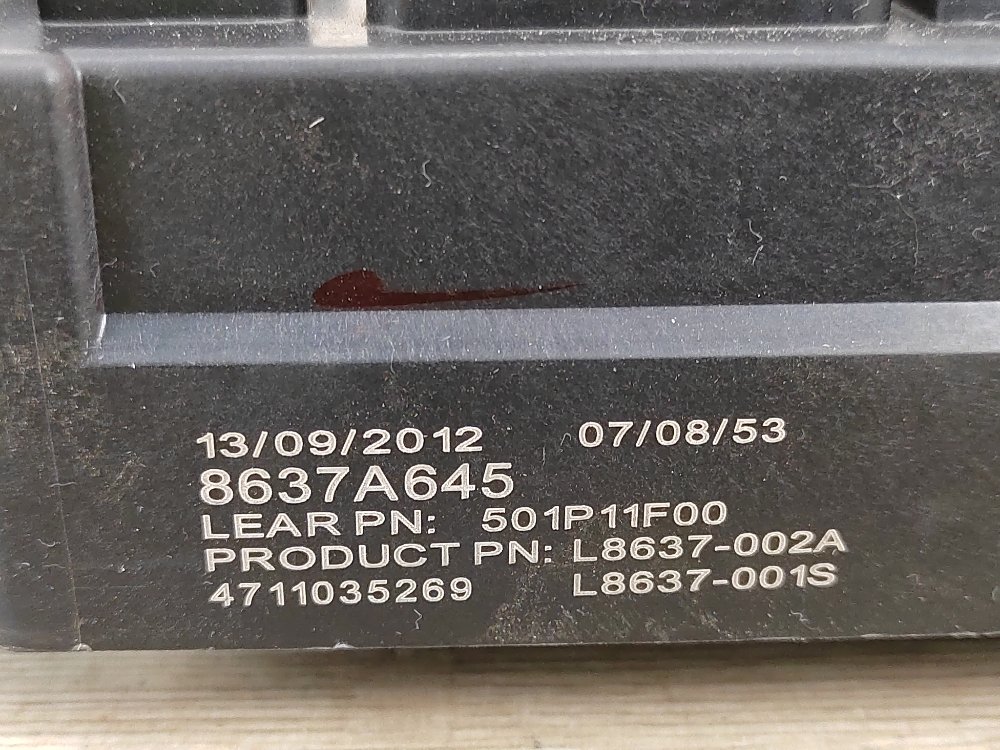 13/09/2012 07/08/53
8637A645
LEAR PN: 501P11F00
PRODUCT PN: L8637-002A
4711035269 L8637-001S